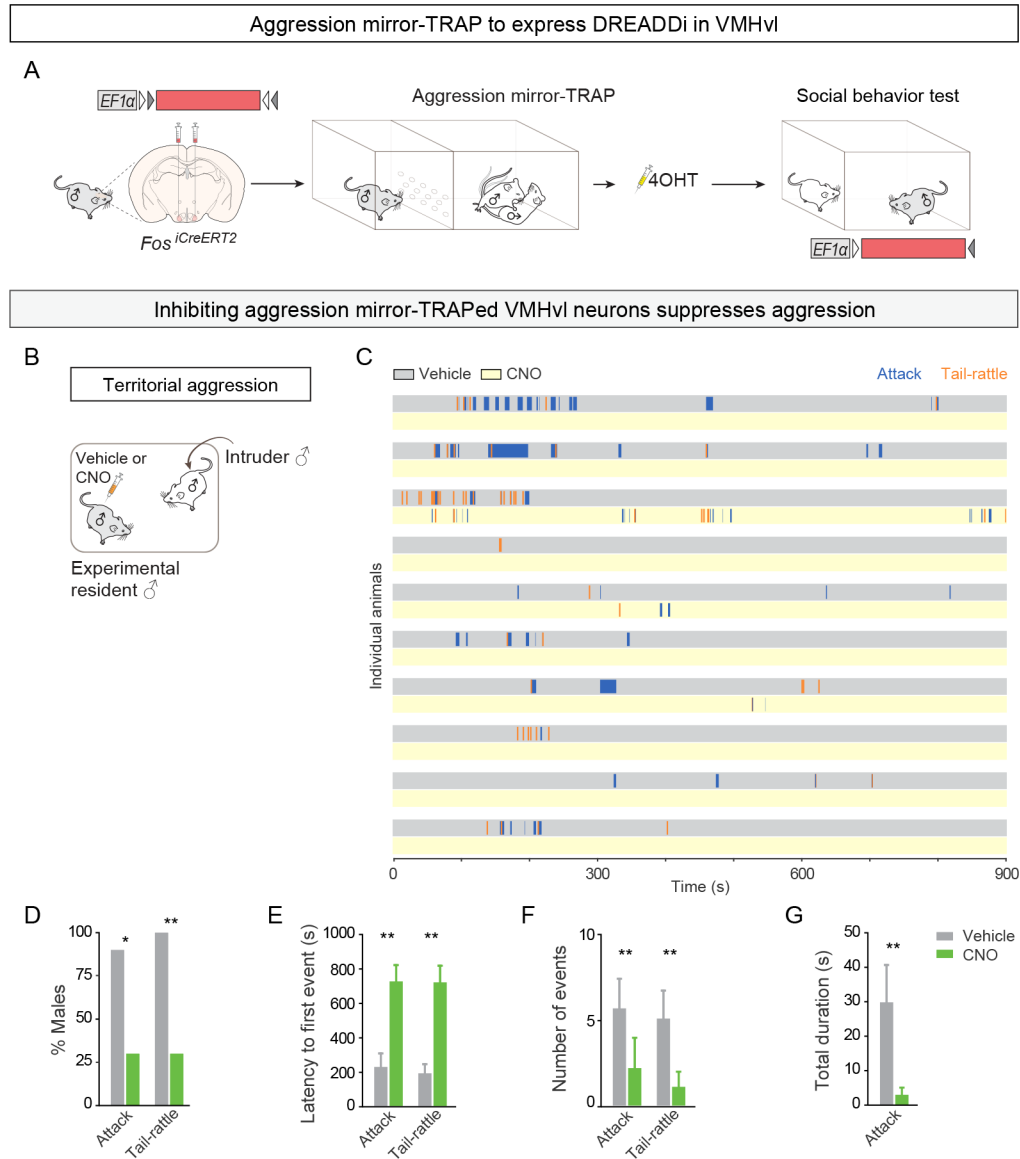 Aggression mirror-TRAP to express DREADDi in VMHvl
A
EF1α
Aggression mirror-TRAP
Social behavior test
♂
♂
♂
4OHT
♂
Fos iCreERT2
EF1α
Inhibiting aggression mirror-TRAPed VMHvl neurons suppresses aggression
B
Territorial aggression
Vehicle or
CNO
Intruder ♂
♂
♂
Experimental
resident ♂
C
Vehicle
CNO
Attack
Tail-rattle
Individual animals
0
300
600
900
Time (s)
D
% Males
100
75
50
25
0
*
**
Attack
Tail-rattle
E
Latency to first event (s)
1000
800
600
400
200
0
**
**
Attack
Tail-rattle
F
Number of events
10
5
0
**
**
Attack
Tail-rattle
G
Total duration (s)
50
40
30
20
10
0
**
Attack
Vehicle
CNO